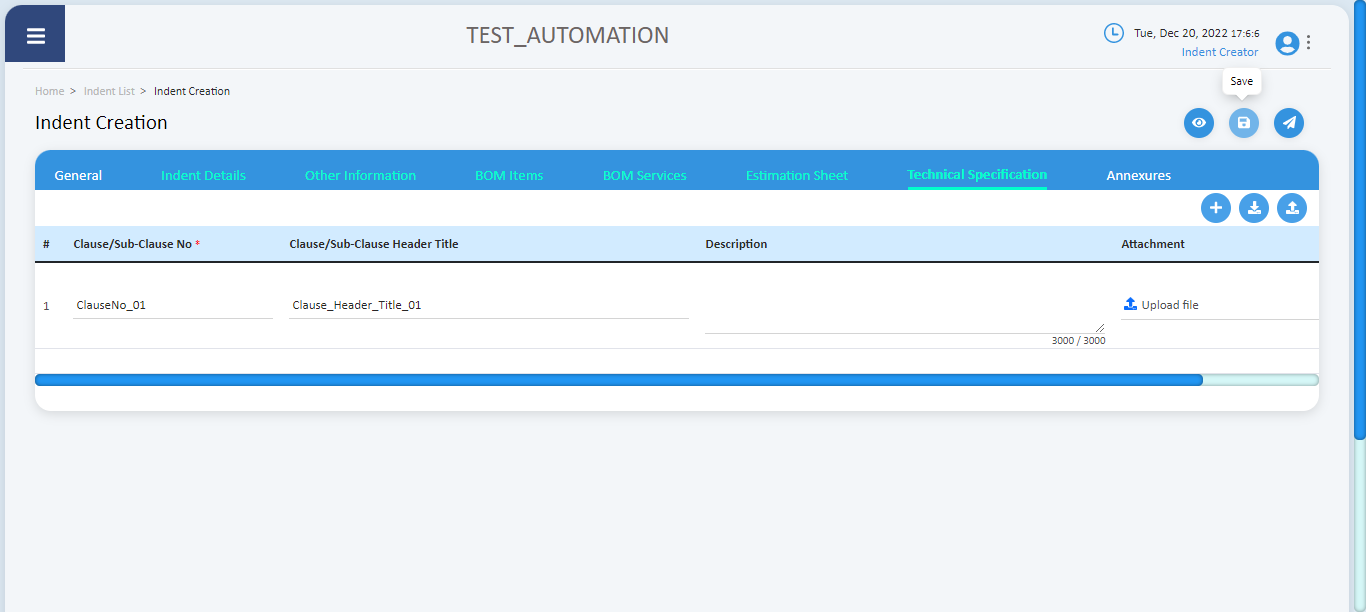 TEST_AUTOMATION
Tue, Dec 20, 2022 17:6:6
Indent Creator
Home > Indent List > Indent Creation
Save
Indent Creation
General Indent Details Other Information BOM Items BOM Services Estimation Sheet Technical Specification Annexures
# Clause/Sub-Clause No * Clause/Sub-Clause Header Title Description Attachment
1 ClauseNo_01 Clause_Header_Title_01 Upload file
3000 / 3000